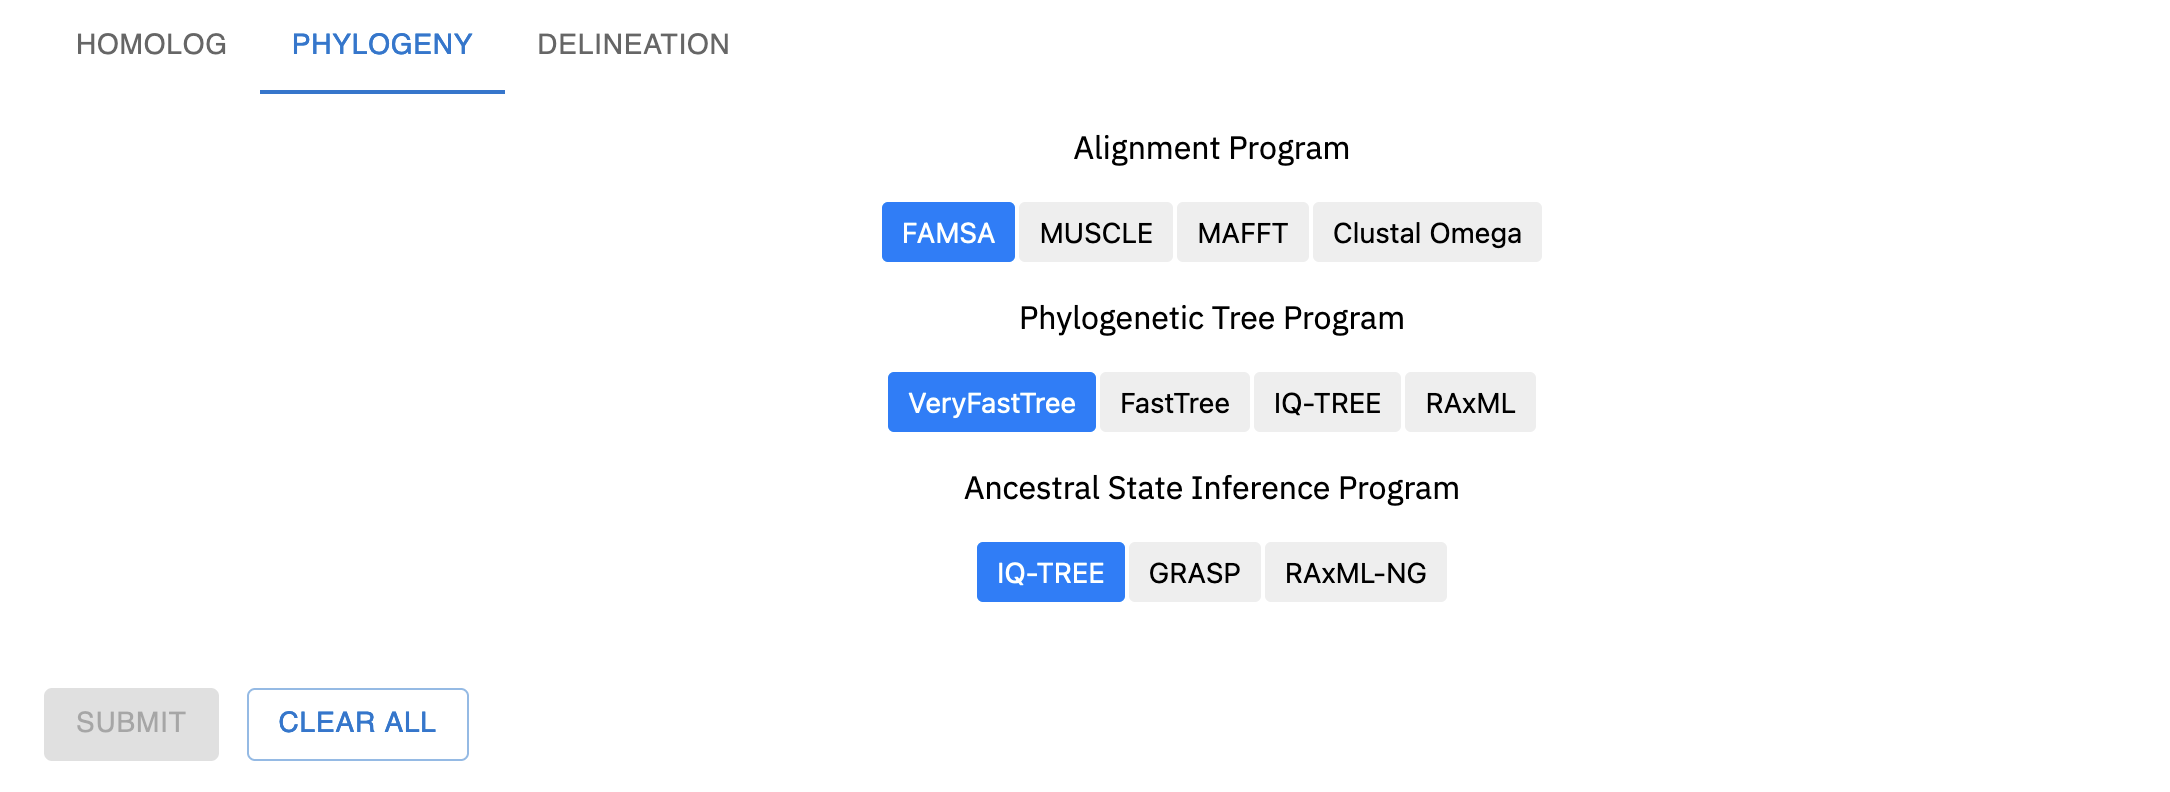 HOMOLOG PHYLOGENY DELINEATION
Alignment Program
FAMSA MUSCLE MAFFT Clustal Omega
Phylogenetic Tree Program
VeryFastTree FastTree IQ-TREE RAxML
Ancestral State Inference Program
IQ-TREE GRASP RAxML-NG
SUBMIT CLEAR ALL